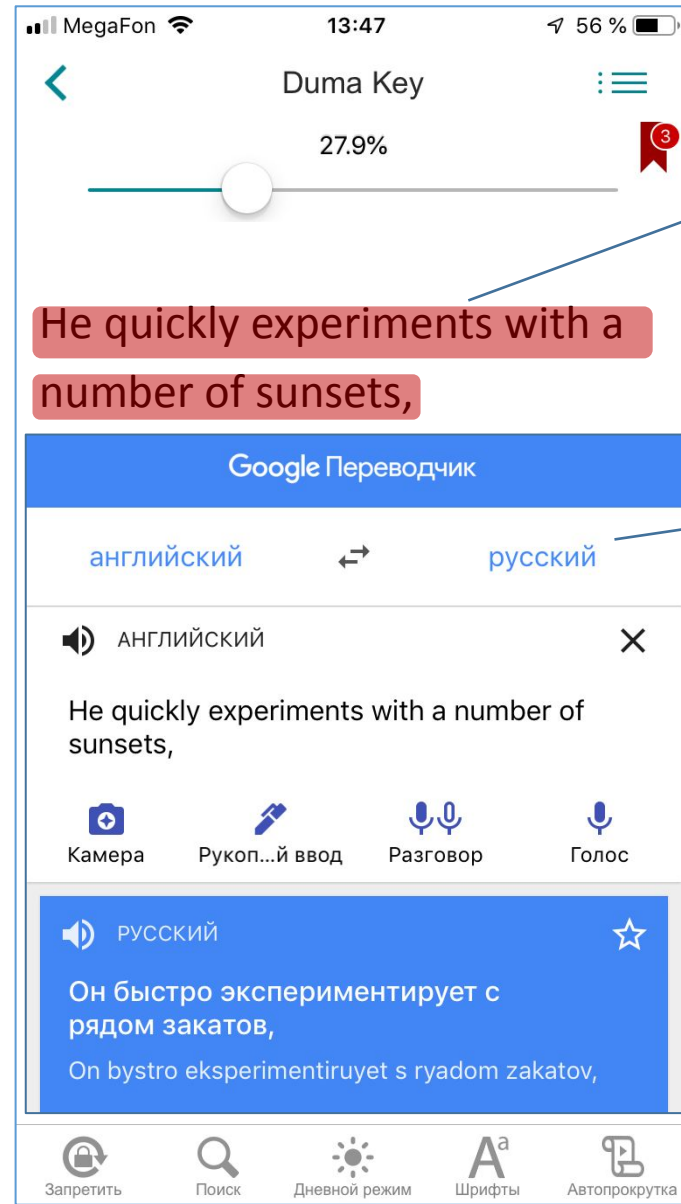 MegaFon 13:47 56 %
Duma Key
27.9%
3
He quickly experiments with a
number of sunsets,
Google Переводчик
английский русский
АНГЛИЙСКИЙ
He quickly experiments with a number of
sunsets,
Камера Рукоп...й ввод Разговор Голос
РУССКИЙ
Он быстро экспериментирует с
рядом закатов,
On bystro eksperimentiruyet s ryadom zakatov,
Aa
Запретить Поиск Дневной режим Шрифты Автопрокрутка